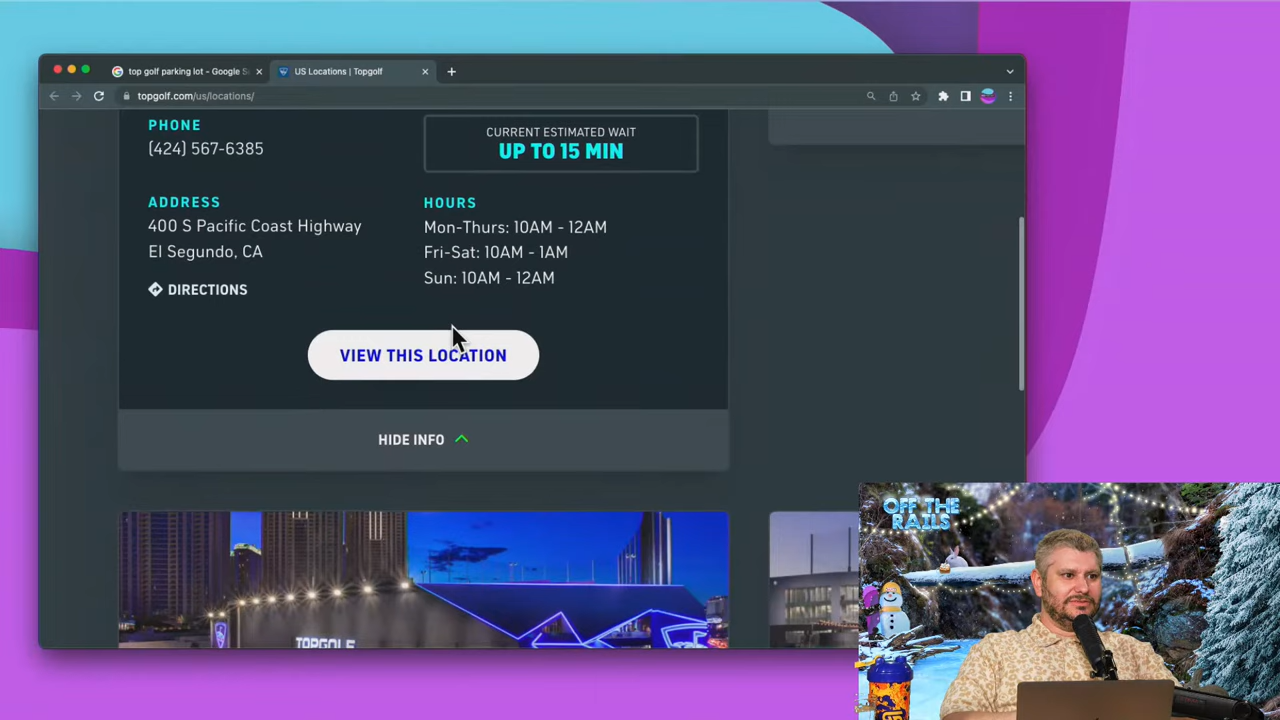 top golf parking lot - Google S
US Locations | Topgolf
topgolf.com/us/locations/
PHONE
(424) 567-6385
CURRENT ESTIMATED WAIT
UP TO 15 MIN
ADDRESS
400 S Pacific Coast Highway
El Segundo, CA
DIRECTIONS
HOURS
Mon-Thurs: 10AM - 12AM
Fri-Sat: 10AM - 1AM
Sun: 10AM - 12AM
VIEW THIS LOCATION
HIDE INFO
TOPGOLF
OFF THE
RAILS